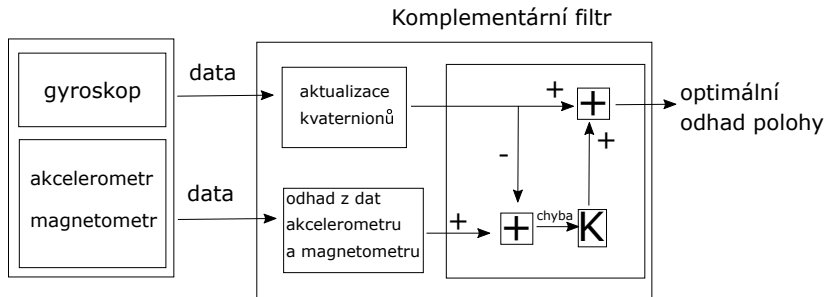 Komplementární filtr
gyroskop
data
aktualizace
kvaternionů
+
+
optimální
odhad polohy
+
-
akcelerometr
magnetometr
data
odhad z dat
akcelerometru
a magnetometru
+
+
chyba
K